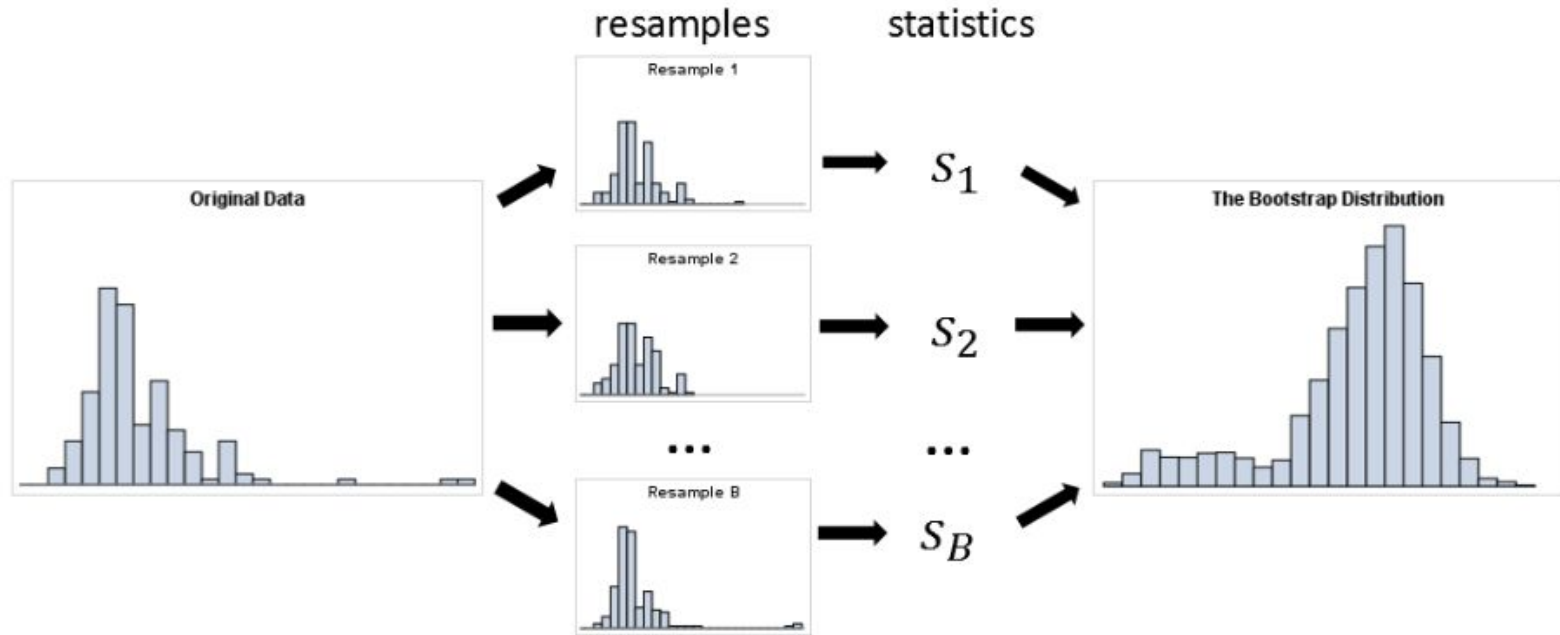 resamples
statistics
Resample 1
S1
Original Data
The Bootstrap Distribution
Resample 2
S2
...
...
Resample B
SB